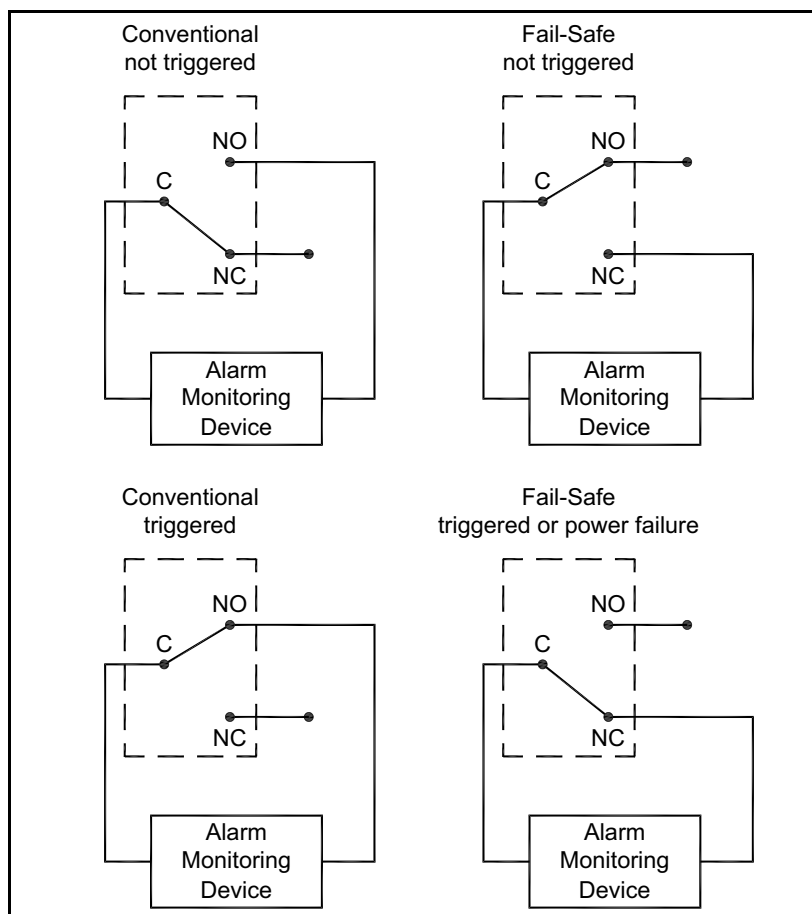 Conventional
not triggered
NO
C
NC
Alarm
Monitoring
Device
Fail-Safe
not triggered
NO
C
NC
Alarm
Monitoring
Device
Conventional
triggered
NO
C
NC
Alarm
Monitoring
Device
Fail-Safe
triggered or power failure
NO
C
NC
Alarm
Monitoring
Device